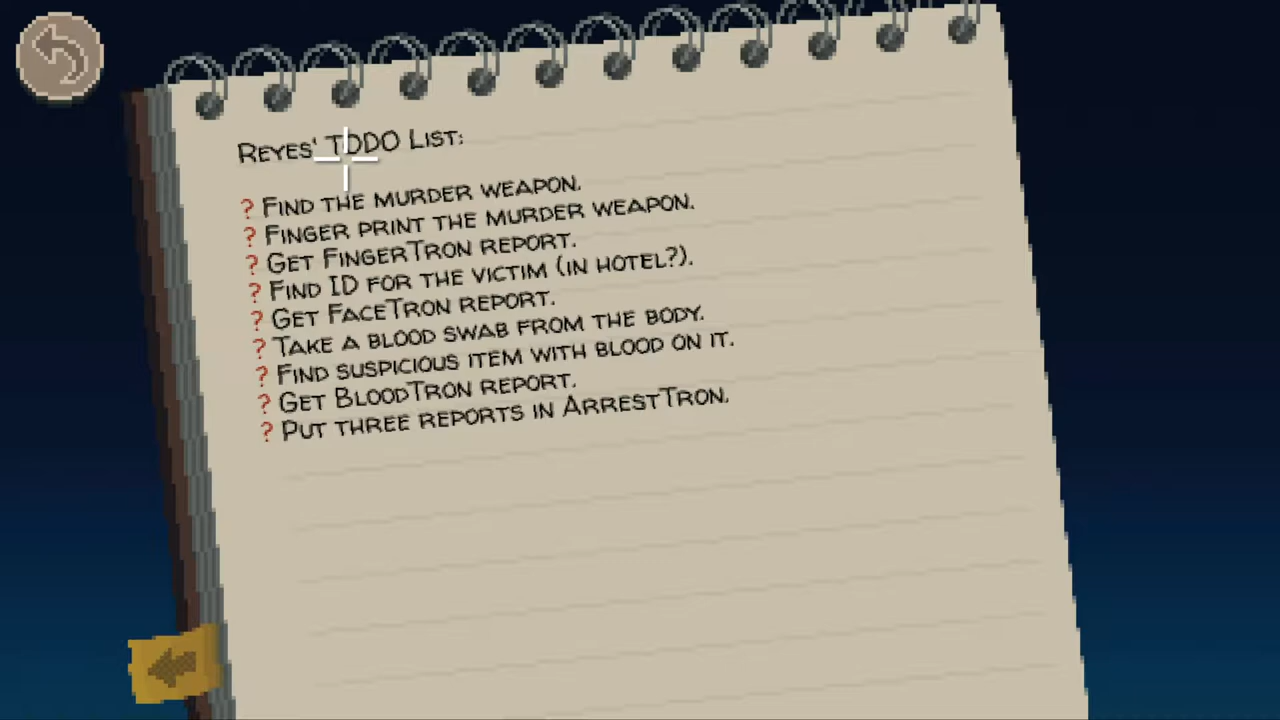 Reyes' TODO List:
? Find the murder weapon.
? Finger print the murder weapon.
? Get FingerTron report.
? Find ID for the victim (in hotel?).
? Get FaceTron report.
? Take a blood swab from the body.
? Find suspicious item with blood on it.
? Get BloodTron report.
? Put three reports in ArrestTron.